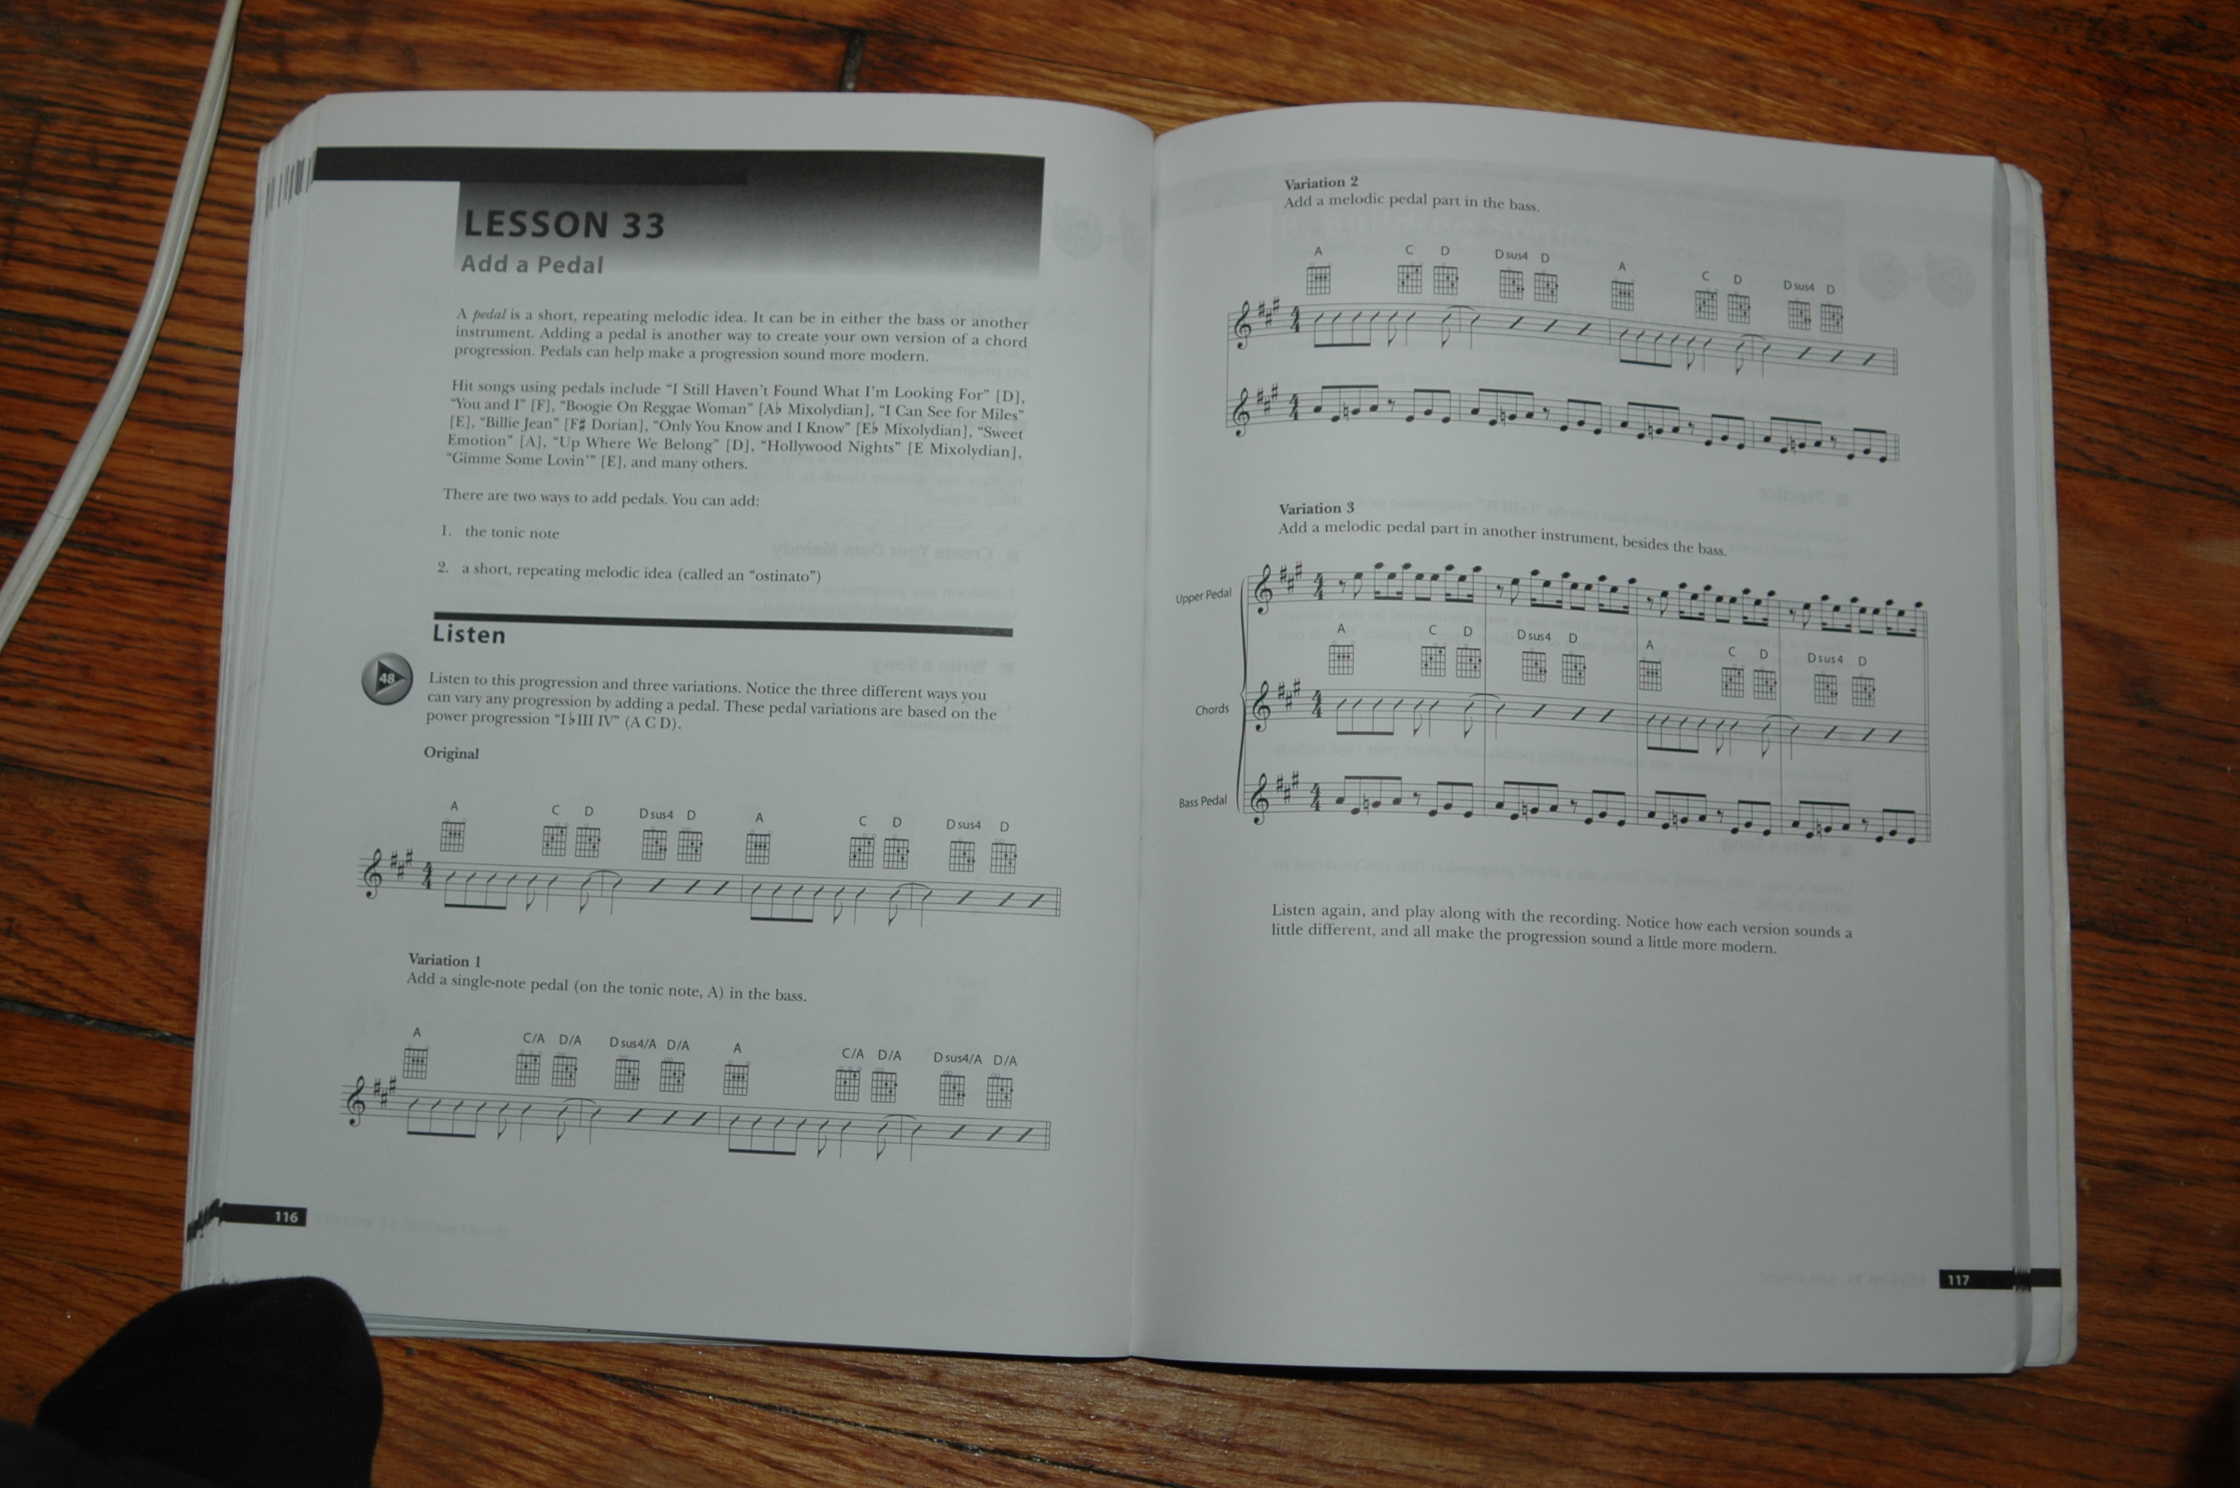 LESSON 33
Add a Pedal
A pedal is a short, repeating melodic idea. It can be in either the bass or another
instrument. Adding a pedal is another way to create your own version of a chord
progression. Pedals can help make a progression sound more modern.
Hit songs using pedals include “I Still Haven't Found What I'm Looking For” [D],
“You and I” [F], “Boogie On Reggae Woman” [A♭ Mixolydian], “I Can See for Miles”
[E], “Billie Jean” [F# Dorian], “Only You Know and I Know” [E♭ Mixolydian], “Sweet
Emotion” [A], “Up Where We Belong” [D], “Hollywood Nights” [E Mixolydian],
“Gimme Some Lovin'” [E], and many others.
There are two ways to add pedals. You can add:
1. the tonic note
2. a short, repeating melodic idea (called an “ostinato”)
Listen
48
Listen to this progression and three variations. Notice the three different ways you
can vary any progression by adding a pedal. These pedal variations are based on the
power progression “I ♭III IV” (A C D).
Original
A C D Dsus4 D A C D Dsus4 D
Variation 1
Add a single-note pedal (on the tonic note, A) in the bass.
A C/A D/A Dsus4/A D/A A C/A D/A Dsus4/A D/A
116
Variation 2
Add a melodic pedal part in the bass.
A C D Dsus4 D A C D Dsus4 D
Variation 3
Add a melodic pedal part in another instrument, besides the bass.
Upper Pedal
A C D Dsus4 D A C D Dsus4 D
Chords
Bass Pedal
Listen again, and play along with the recording. Notice how each version sounds a
little different, and all make the progression sound a little more modern.
117